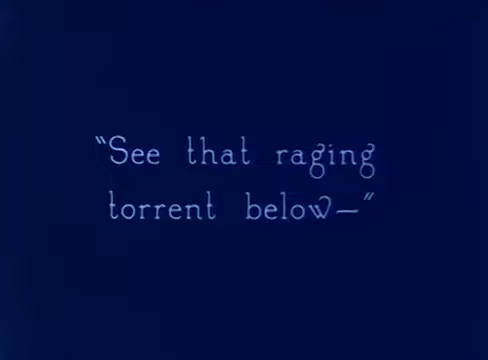 "See that raging
torrent below—"